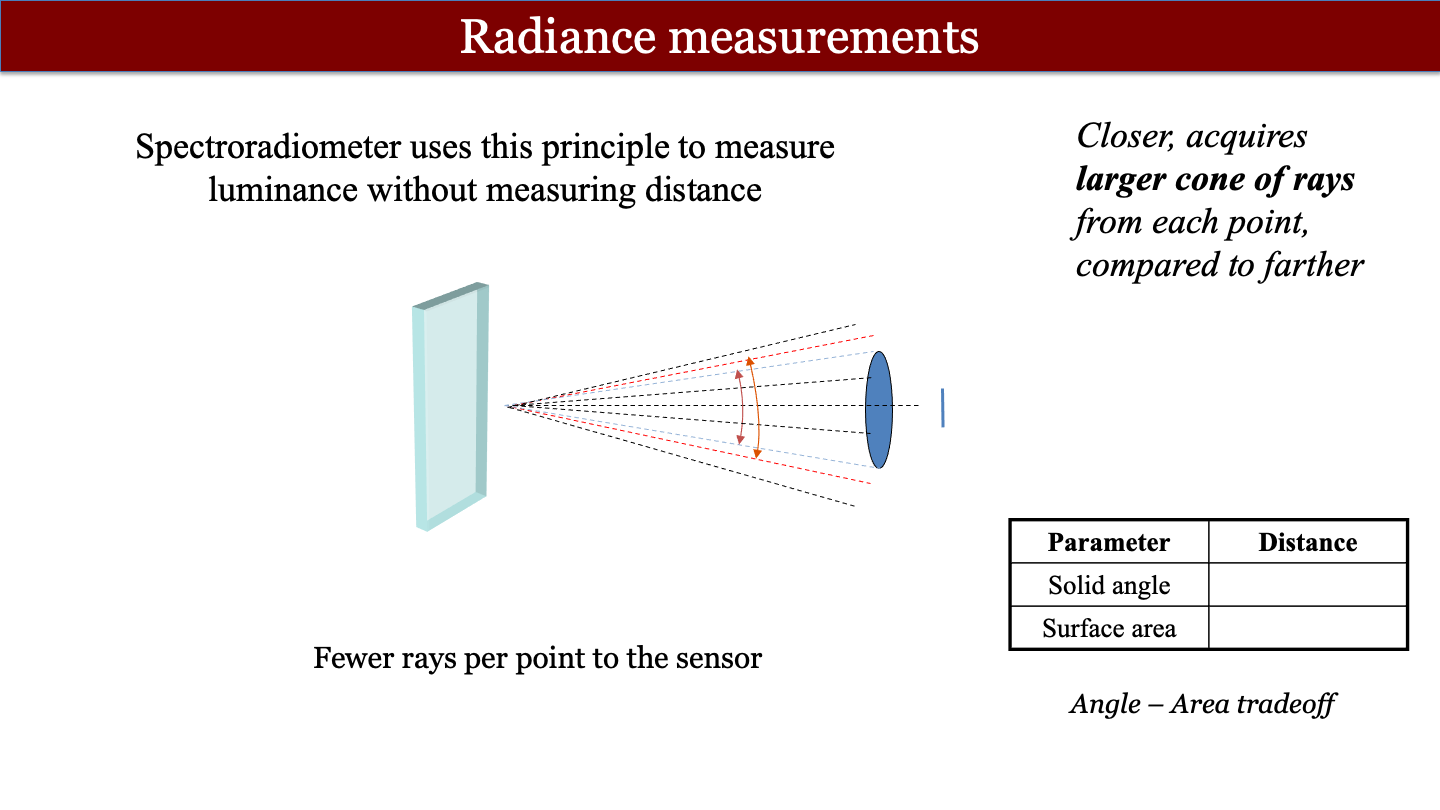 Radiance measurements
Spectroradiometer uses this principle to measure
luminance without measuring distance
Closer, acquires
larger cone of rays
from each point,
compared to farther
Parameter Distance
Solid angle
Surface area
Fewer rays per point to the sensor
Angle – Area tradeoff